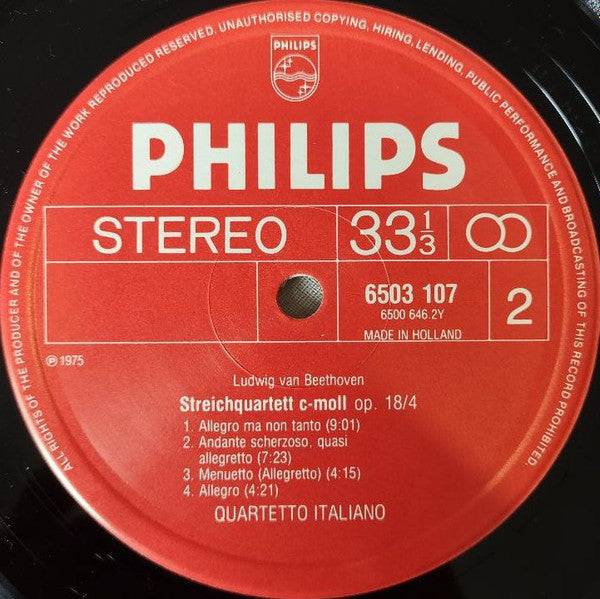 ALL RIGHTS OF THE PRODUCER AND OF THE OWNER OF THE WORK REPRODUCED RESERVED. UNAUTHORISED COPYING, HIRING, LENDING, PUBLIC PERFORMANCE AND BROADCASTING OF THIS RECORD PROHIBITED.
PHILIPS
PHILIPS
STEREO 33 1/3
6503 107
6500 646.2Y
2
MADE IN HOLLAND
℗ 1975
Ludwig van Beethoven
Streichquartett c-moll op. 18/4
1. Allegro ma non tanto (9:01)
2. Andante scherzoso, quasi
allegretto (7:23)
3. Menuetto (Allegretto) (4:15)
4. Allegro (4:21)
QUARTETTO ITALIANO